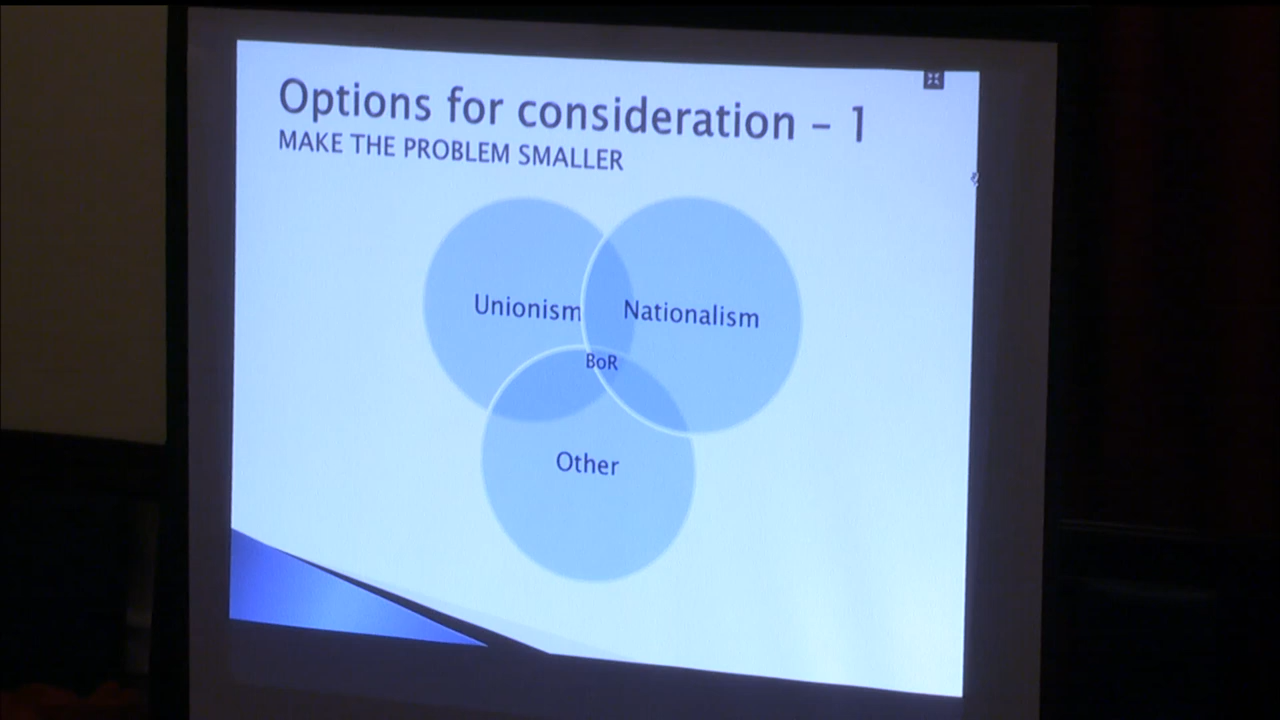 Options for consideration – 1
MAKE THE PROBLEM SMALLER
Unionism
Nationalism
BoR
Other